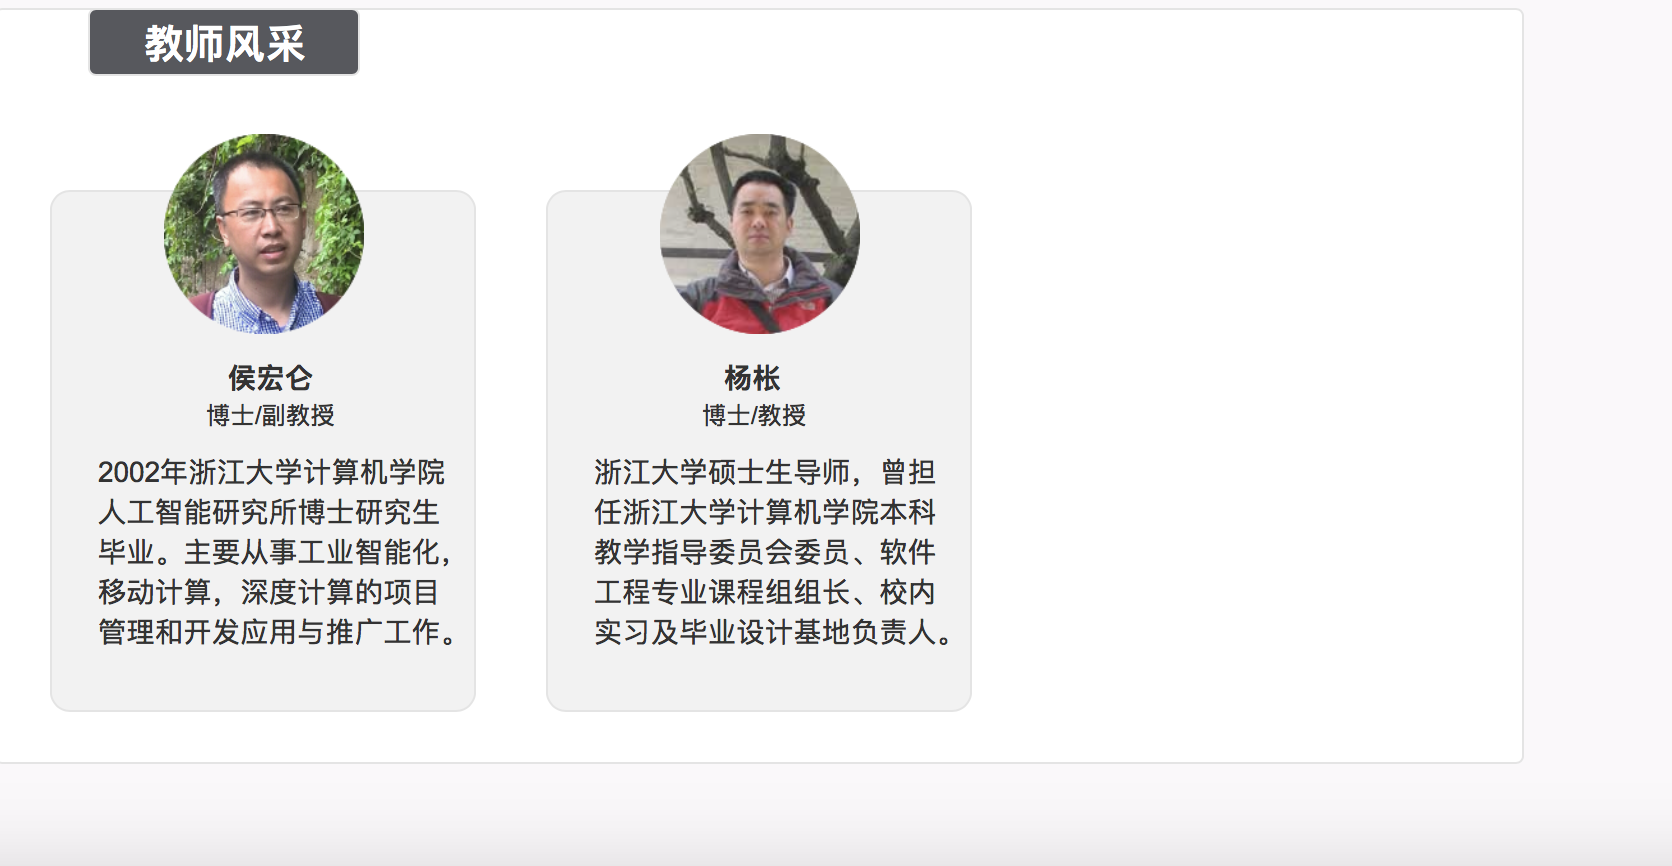 教师风采
侯宏仑
博士/副教授
2002年浙江大学计算机学院
人工智能研究所博士研究生
毕业。主要从事工业智能化，
移动计算，深度计算的项目
管理和开发应用与推广工作。
杨枨
博士/教授
浙江大学硕士生导师，曾担
任浙江大学计算机学院本科
教学指导委员会委员、软件
工程专业课程组组长、校内
实习及毕业设计基地负责人。